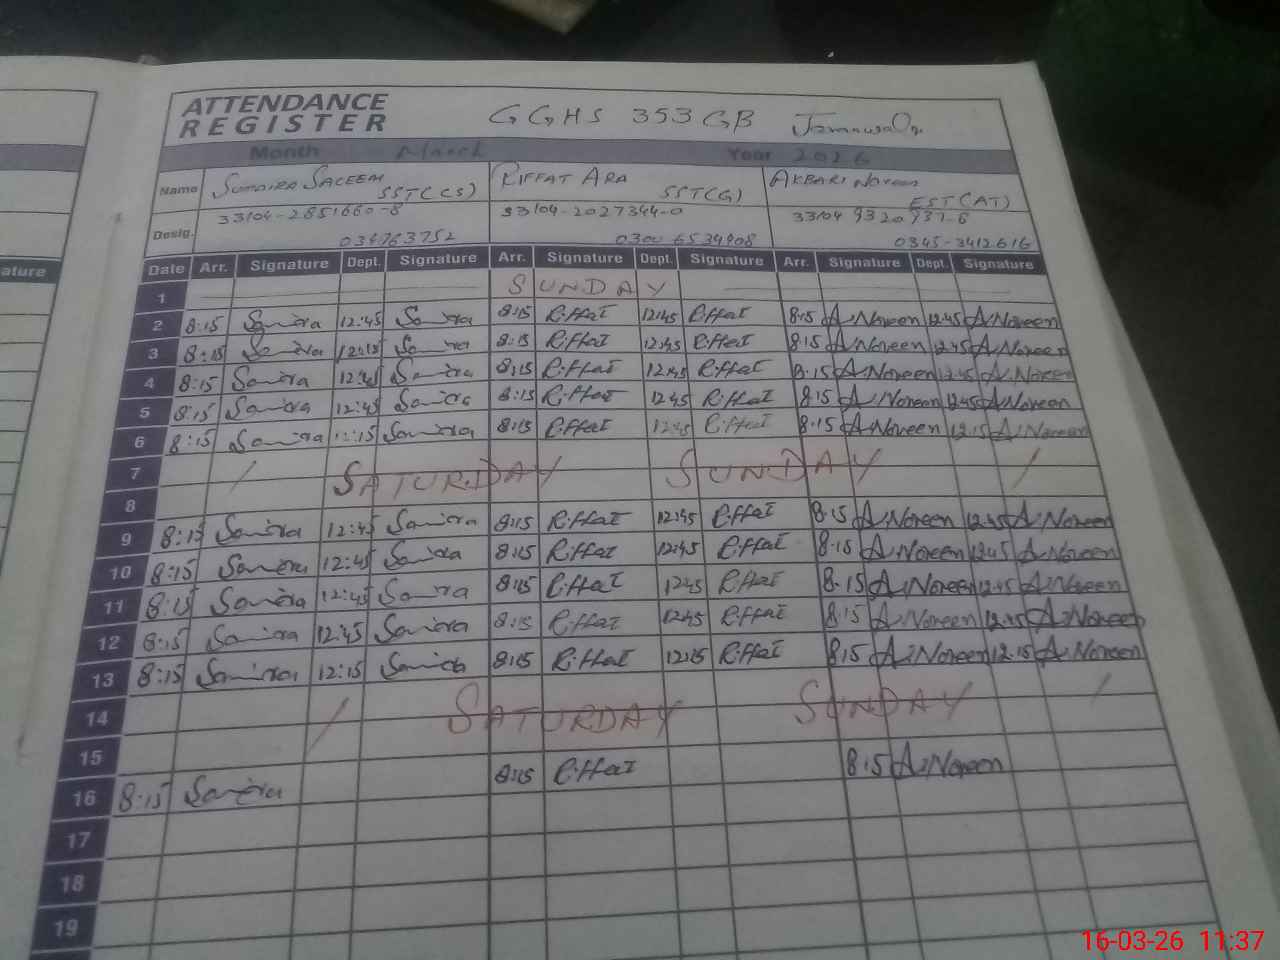 ATTENDANCE REGISTER GGHS 353 GB
Month March Year 2026
Name Sumaira Saleem SST(CS) Riffat Ara SST(G) Akbari Noreen EST(AT)
Desig. 33104-2851660-8 034763752 33104-2027344-0 0300 6534908 33104 9320937-6 0345-3412616
ature
Date Arr. Signature Dept. Signature Arr. Signature Dept. Signature Arr. Signature Dept. Signature
1 SUNDAY
2 8:15 Samira 12:45 Samira 8:15 Riffat 12:45 Riffat 8:15 A.Noreen 12.45 A.Noreen
3 8:15 Samira 12:15 Samira 8:15 Riffat 12:45 Riffat 8.15 A.Noreen 12.45 A.Noreen
4 8:15 Samira 12:45 Samira 8:15 Riffat 12:45 Riffat 8.15 A.Noreen 12.45 A.Noreen
5 8:15 Samira 12:45 Samira 8:15 Riffat 12:45 Riffat 8.15 A.Noreen 12.45 A.Noreen
6 8:15 Samira 12:15 Samira 8:15 Riffat 12:45 Riffat 8.15 A.Noreen 12.15 A.Noreen
7 SATURDAY SUNDAY
8
9 8:15 Samira 12:45 Samira 8:15 Riffat 12:45 Riffat 8.15 A.Noreen 12.45 A.Noreen
10 8:15 Samira 12:45 Samira 8:15 Riffat 12:45 Riffat 8.15 A.Noreen 12.45 A.Noreen
11 8:15 Samira 12:45 Samira 8:15 Riffat 12:45 Riffat 8.15 A.Noreen 12.45 A.Noreen
12 8:15 Samira 12:45 Samira 8:15 Riffat 12:45 Riffat 8.15 A.Noreen 12.45 A.Noreen
13 8:15 Samira 12:15 Samira 8:15 Riffat 12:15 Riffat 8.15 A.Noreen 12.15 A.Noreen
14 SATURDAY SUNDAY
15
16 8:15 Samira 8:15 Riffat 8.15 A.Noreen
17
18
19
16-03-26 11:37